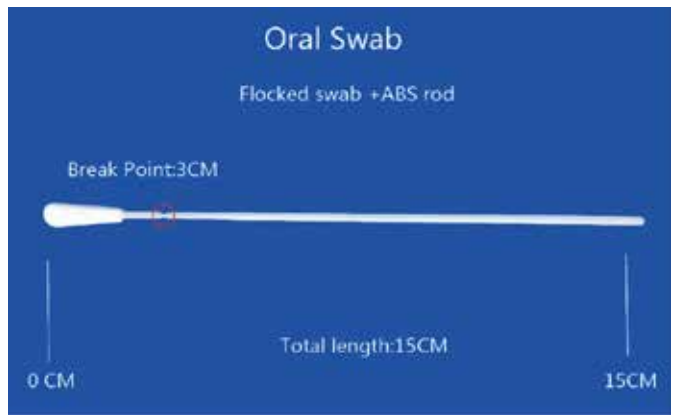 Oral Swab
Flocked swab +ABS rod
Break Point:3CM
Total length:15CM
0 CM
15CM